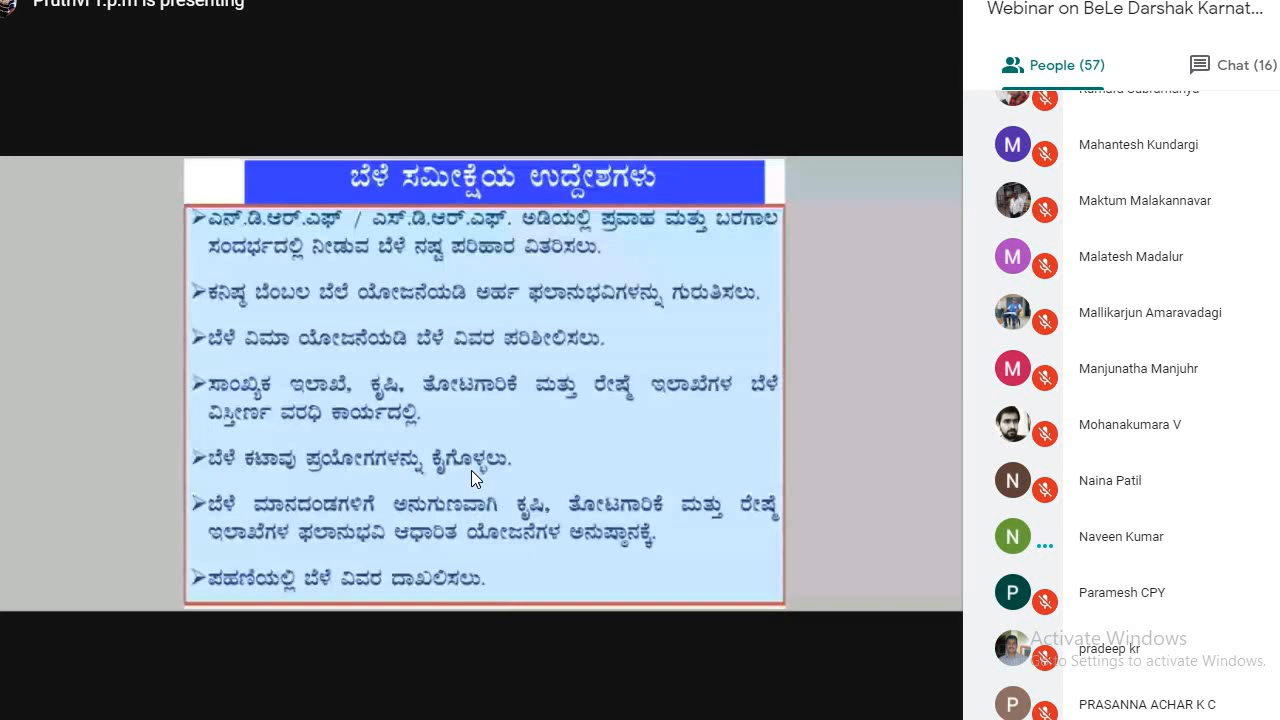 is presenting
Webinar on BeLe Darshak Karnat...
People (57)
Chat (16)
ಬೆಳೆ ಸಮೀಕ್ಷೆಯ ಉದ್ದೇಶಗಳು
➢ಎನ್.ಡಿ.ಆರ್.ಎಫ್ / ಎಸ್.ಡಿ.ಆರ್.ಎಫ್. ಅಡಿಯಲ್ಲಿ ಪ್ರವಾಹ ಮತ್ತು ಬರಗಾಲ
ಸಂದರ್ಭದಲ್ಲಿ ನೀಡುವ ಬೆಳೆ ನಷ್ಟ ಪರಿಹಾರ ವಿತರಿಸಲು.
➢ಕನಿಷ್ಠ ಬೆಂಬಲ ಬೆಲೆ ಯೋಜನೆಯಡಿ ಅರ್ಹ ಫಲಾನುಭವಿಗಳನ್ನು ಗುರುತಿಸಲು.
➢ಬೆಳೆ ವಿಮಾ ಯೋಜನೆಯಡಿ ಬೆಳೆ ವಿವರ ಪರಿಶೀಲಿಸಲು.
➢ಸಾಂಖ್ಯಿಕ ಇಲಾಖೆ, ಕೃಷಿ, ತೋಟಗಾರಿಕೆ ಮತ್ತು ರೇಷ್ಮೆ ಇಲಾಖೆಗಳ ಬೆಳೆ
ವಿಸ್ತೀರ್ಣ ವರಧಿ ಕಾರ್ಯದಲ್ಲಿ.
➢ಬೆಳೆ ಕಟಾವು ಪ್ರಯೋಗಗಳನ್ನು ಕೈಗೊಳ್ಳಲು.
➢ಬೆಳೆ ಮಾನದಂಡಗಳಿಗೆ ಅನುಗುಣವಾಗಿ ಕೃಷಿ, ತೋಟಗಾರಿಕೆ ಮತ್ತು ರೇಷ್ಮೆ
ಇಲಾಖೆಗಳ ಫಲಾನುಭವಿ ಆಧಾರಿತ ಯೋಜನೆಗಳ ಅನುಷ್ಠಾನಕ್ಕೆ.
➢ಪಹಣಿಯಲ್ಲಿ ಬೆಳೆ ವಿವರ ದಾಖಲಿಸಲು.
M Mahantesh Kundargi
Maktum Malakannavar
M Malatesh Madalur
Mallikarjun Amaravadagi
M Manjunatha Manjuhr
Mohanakumara V
N Naina Patil
N Naveen Kumar
P Paramesh CPY
Activate Windows
pradeep kr
to Settings to activate Windows.
P PRASANNA ACHAR K C